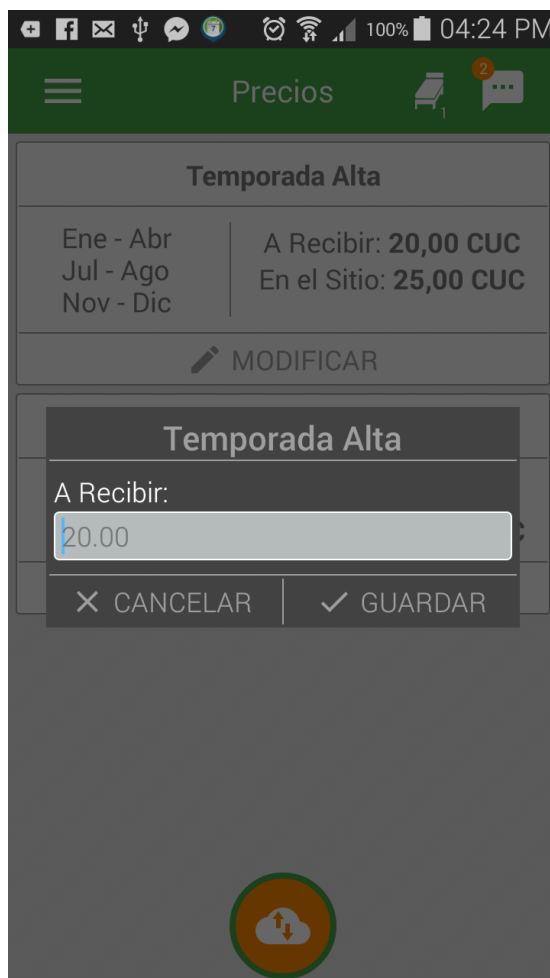 100% 04:24 PM
Precios
2
1
Temporada Alta
Ene - Abr
Jul - Ago
Nov - Dic
A Recibir: 20,00 CUC
En el Sitio: 25,00 CUC
MODIFICAR
Temporada Alta
A Recibir:
20.00
CANCELAR
GUARDAR